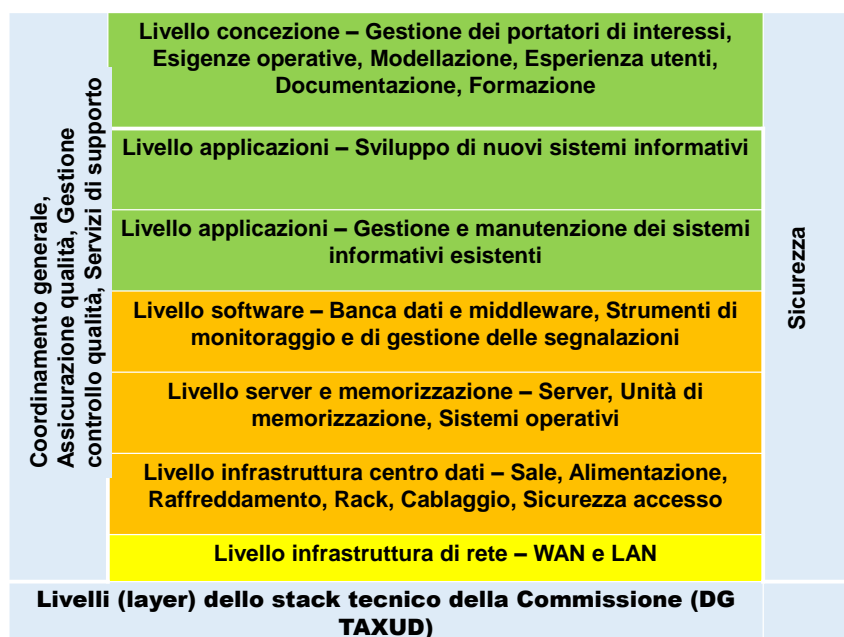 Livello concezione – Gestione dei portatori di interessi,
Esigenze operative, Modellazione, Esperienza utenti,
Documentazione, Formazione
Livello applicazioni – Sviluppo di nuovi sistemi informativi
Livello applicazioni – Gestione e manutenzione dei sistemi
informativi esistenti
Livello software – Banca dati e middleware, Strumenti di
monitoraggio e di gestione delle segnalazioni
Livello server e memorizzazione – Server, Unità di
memorizzazione, Sistemi operativi
Livello infrastruttura centro dati – Sale, Alimentazione,
Raffreddamento, Rack, Cablaggio, Sicurezza accesso
Livello infrastruttura di rete – WAN e LAN
Coordinamento generale,
Assicurazione qualità, Gestione
controllo qualità, Servizi di supporto
Sicurezza
Livelli (layer) dello stack tecnico della Commissione (DG
TAXUD)